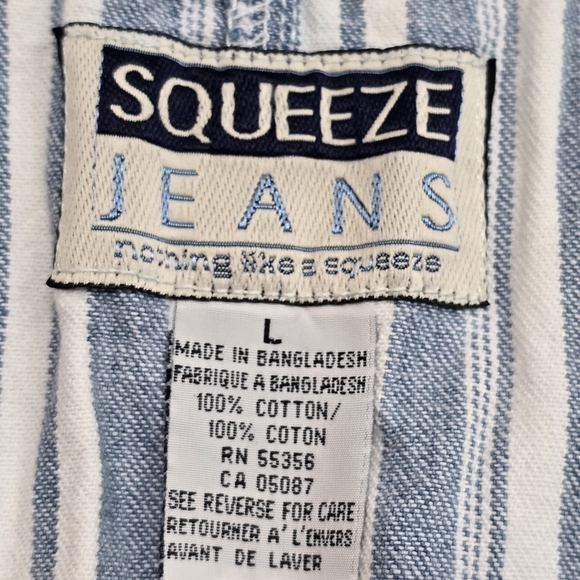 SQUEEZE
JEANS
nothing like a squeeze
L
MADE IN BANGLADESH
FABRIQUE A BANGLADESH
100% COTTON/
100% COTON
RN 55356
CA 05087
SEE REVERSE FOR CARE
RETOURNER A' L'ENVERS
AVANT DE LAVER